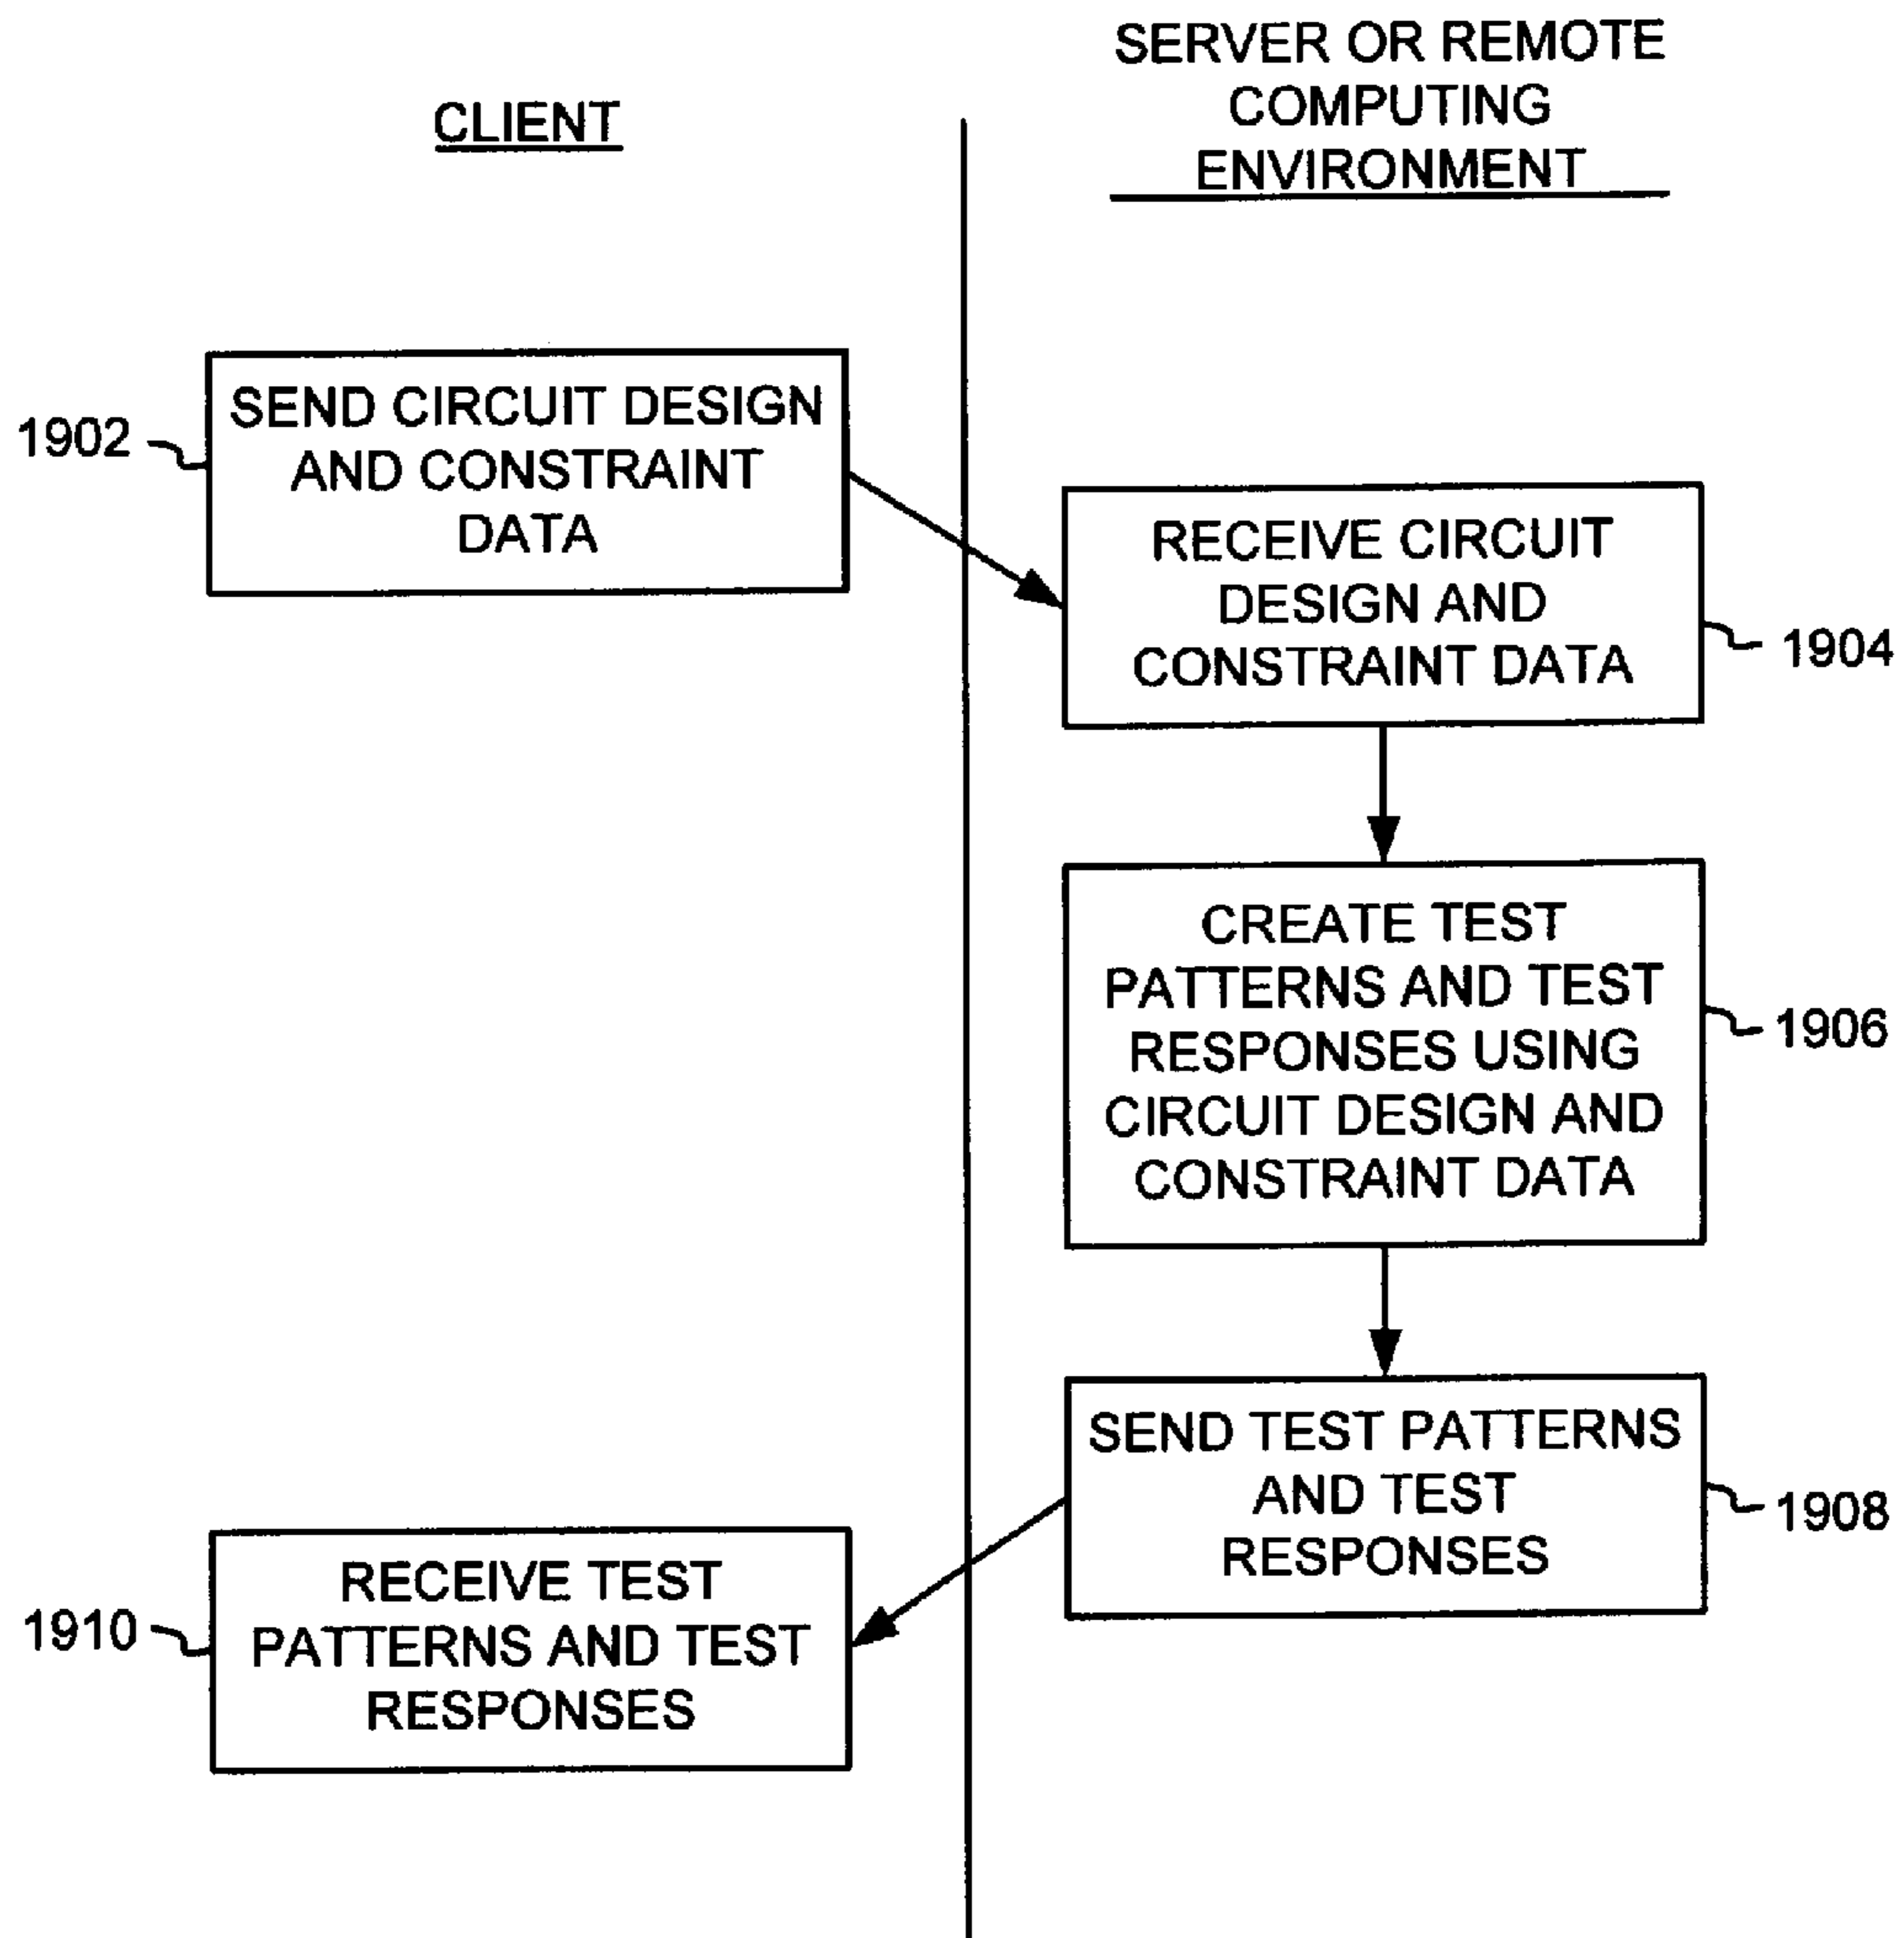 SERVER OR REMOTE
COMPUTING
ENVIRONMENT
CLIENT
SEND CIRCUIT DESIGN
AND CONSTRAINT
DATA
1902
RECEIVE CIRCUIT
DESIGN AND
CONSTRAINT DATA
1904
CREATE TEST
PATTERNS AND TEST
RESPONSES USING
CIRCUIT DESIGN AND
CONSTRAINT DATA
1906
SEND TEST PATTERNS
AND TEST
RESPONSES
1908
RECEIVE TEST
PATTERNS AND TEST
RESPONSES
1910